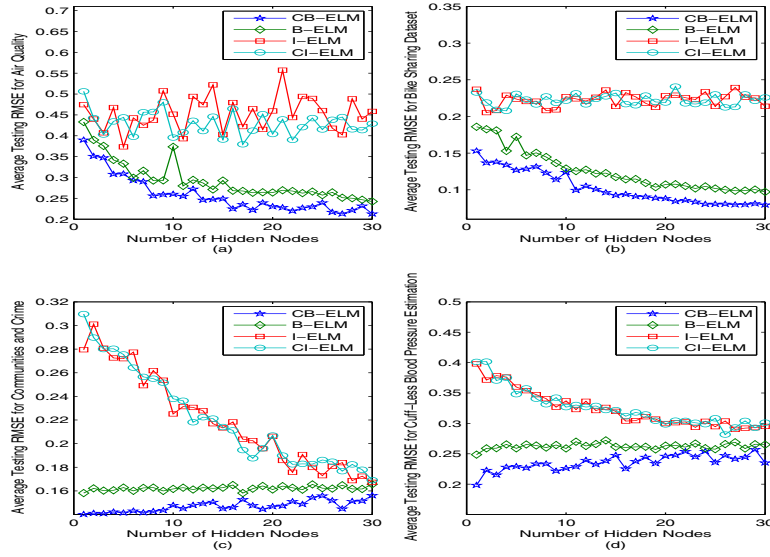 Average Testing RMSE for Air Quality
0.7
0.65
0.6
0.55
0.5
0.45
0.4
0.35
0.3
0.25
0.2
0
10
20
30
Number of Hidden Nodes
(a)
CB-ELM
B-ELM
I-ELM
CI-ELM
Average Testing RMSE for Bike Sharing Dataset
0.35
0.3
0.25
0.2
0.15
0.1
0
10
20
30
Number of Hidden Nodes
(b)
CB-ELM
B-ELM
I-ELM
CI-ELM
Average Testing RMSE for Communities and Crime
0.32
0.3
0.28
0.26
0.24
0.22
0.2
0.18
0.16
0
10
20
30
Number of Hidden Nodes
(c)
CB-ELM
B-ELM
I-ELM
CI-ELM
Average Testing RMSE for Cuff-Less Blood Pressure Estimation
0.5
0.45
0.4
0.35
0.3
0.25
0.2
0
10
20
30
Number of Hidden Nodes
(d)
CB-ELM
B-ELM
I-ELM
CI-ELM